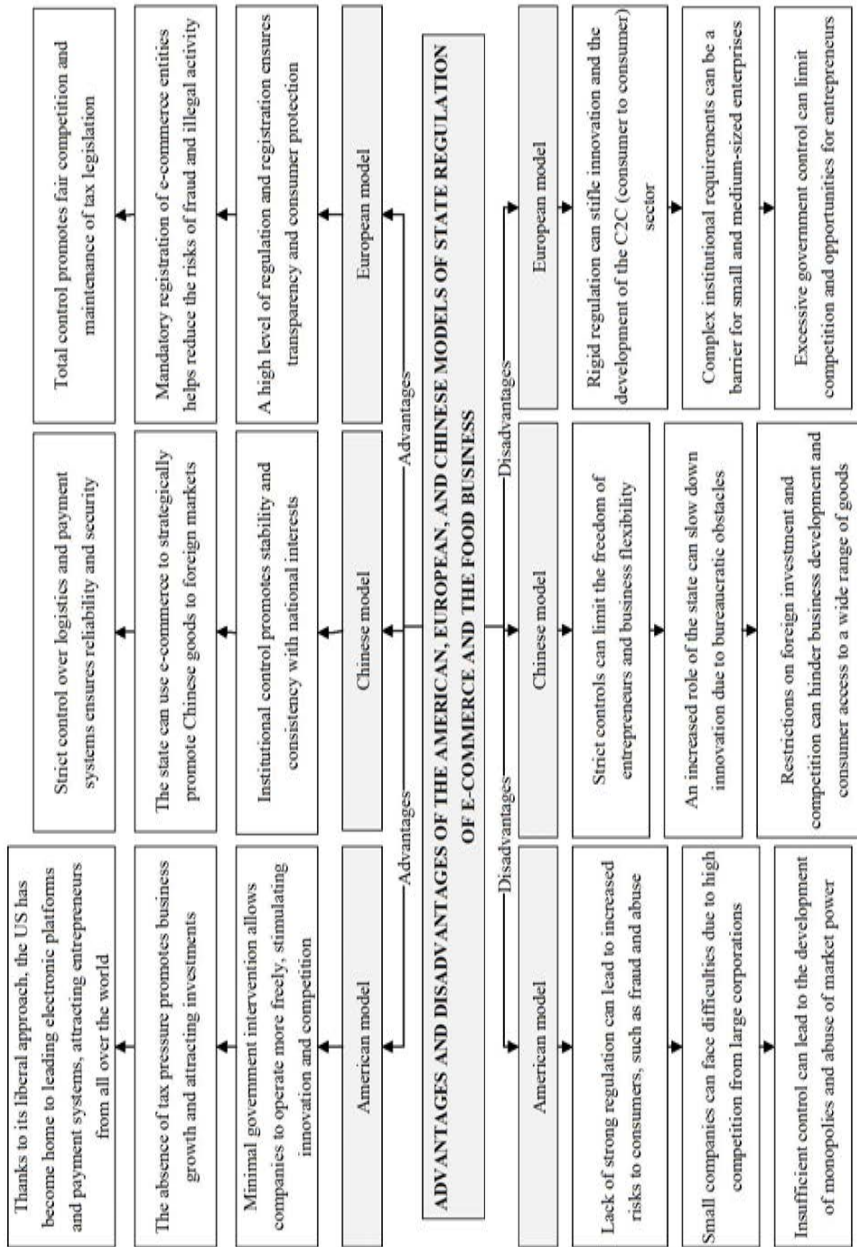 Thanks to its liberal approach, the US has
become home to leading electronic platforms
and payment systems, attracting entrepreneurs
from all over the world
Strict control over logistics and payment
systems ensures reliability and security
Total control promotes fair competition and
maintenance of tax legislation
The absence of tax pressure promotes business
growth and attracting investments
The state can use e-commerce to strategically
promote Chinese goods to foreign markets
Mandatory registration of e-commerce entities
helps reduce the risks of fraud and illegal activity
Minimal government intervention allows
companies to operate more freely, stimulating
innovation and competition
Institutional control promotes stability and
consistency with national interests
A high level of regulation and registration ensures
transparency and consumer protection
American model
Chinese model
European model
Advantages
Advantages
ADVANTAGES AND DISADVANTAGES OF THE AMERICAN, EUROPEAN, AND CHINESE MODELS OF STATE REGULATION
OF E-COMMERCE AND THE FOOD BUSINESS
Disadvantages
Disadvantages
American model
Chinese model
European model
Lack of strong regulation can lead to increased
risks to consumers, such as fraud and abuse
Strict controls can limit the freedom of
entrepreneurs and business flexibility
Rigid regulation can stifle innovation and the
development of the C2C (consumer to consumer)
sector
Small companies can face difficulties due to high
competition from large corporations
An increased role of the state can slow down
innovation due to bureaucratic obstacles
Complex institutional requirements can be a
barrier for small and medium-sized enterprises
Insufficient control can lead to the development
of monopolies and abuse of market power
Restrictions on foreign investment and
competition can hinder business development and
consumer access to a wide range of goods
Excessive government control can limit
competition and opportunities for entrepreneurs